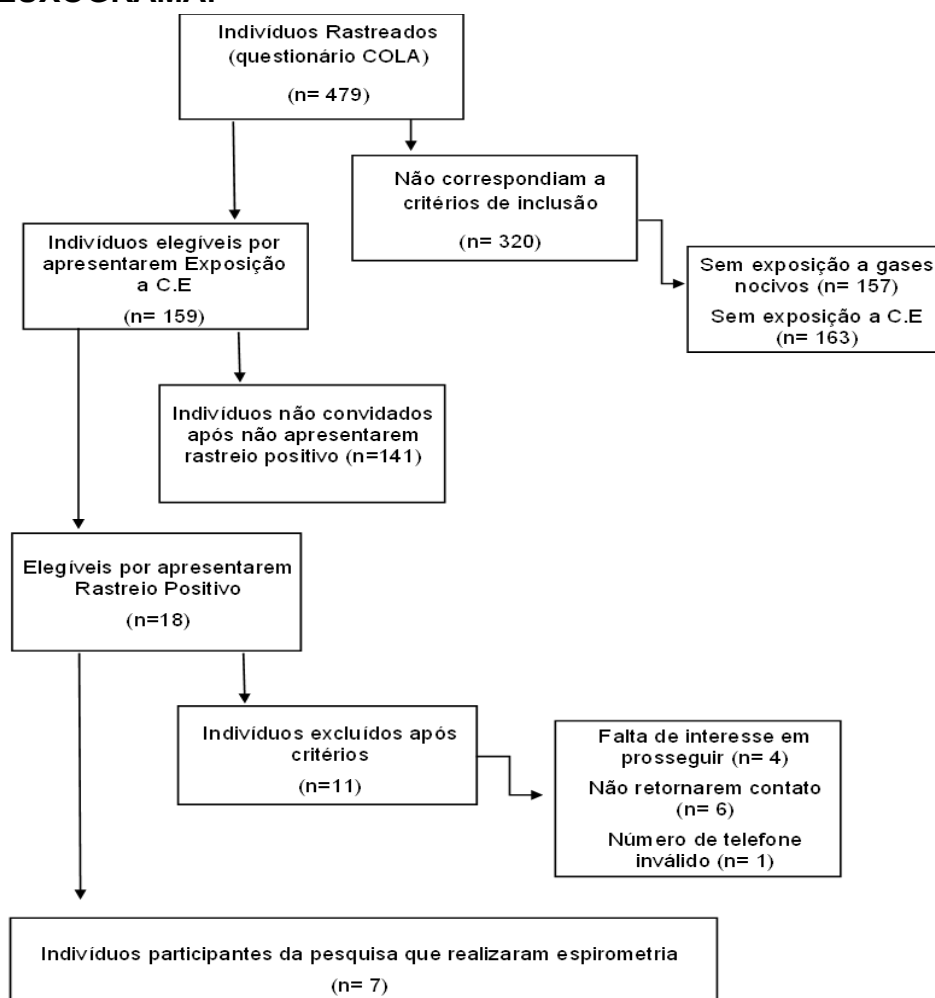 Indivíduos Rastreados
(questionário COLA)
(n= 479)
Não correspondiam a
critérios de inclusão
(n= 320)
Indivíduos elegíveis por
apresentarem Exposição
a C.E
(n= 159)
Sem exposição a gases
nocivos (n= 157)
Sem exposição a C.E
(n= 163)
Indivíduos não convidados
após não apresentarem
rastreio positivo (n=141)
Elegíveis por apresentarem
Rastreio Positivo
(n=18)
Indivíduos excluídos após
critérios
(n=11)
Falta de interesse em
prosseguir (n= 4)
Não retornarem contato
(n= 6)
Número de telefone
inválido (n= 1)
Indivíduos participantes da pesquisa que realizaram espirometria
(n= 7)